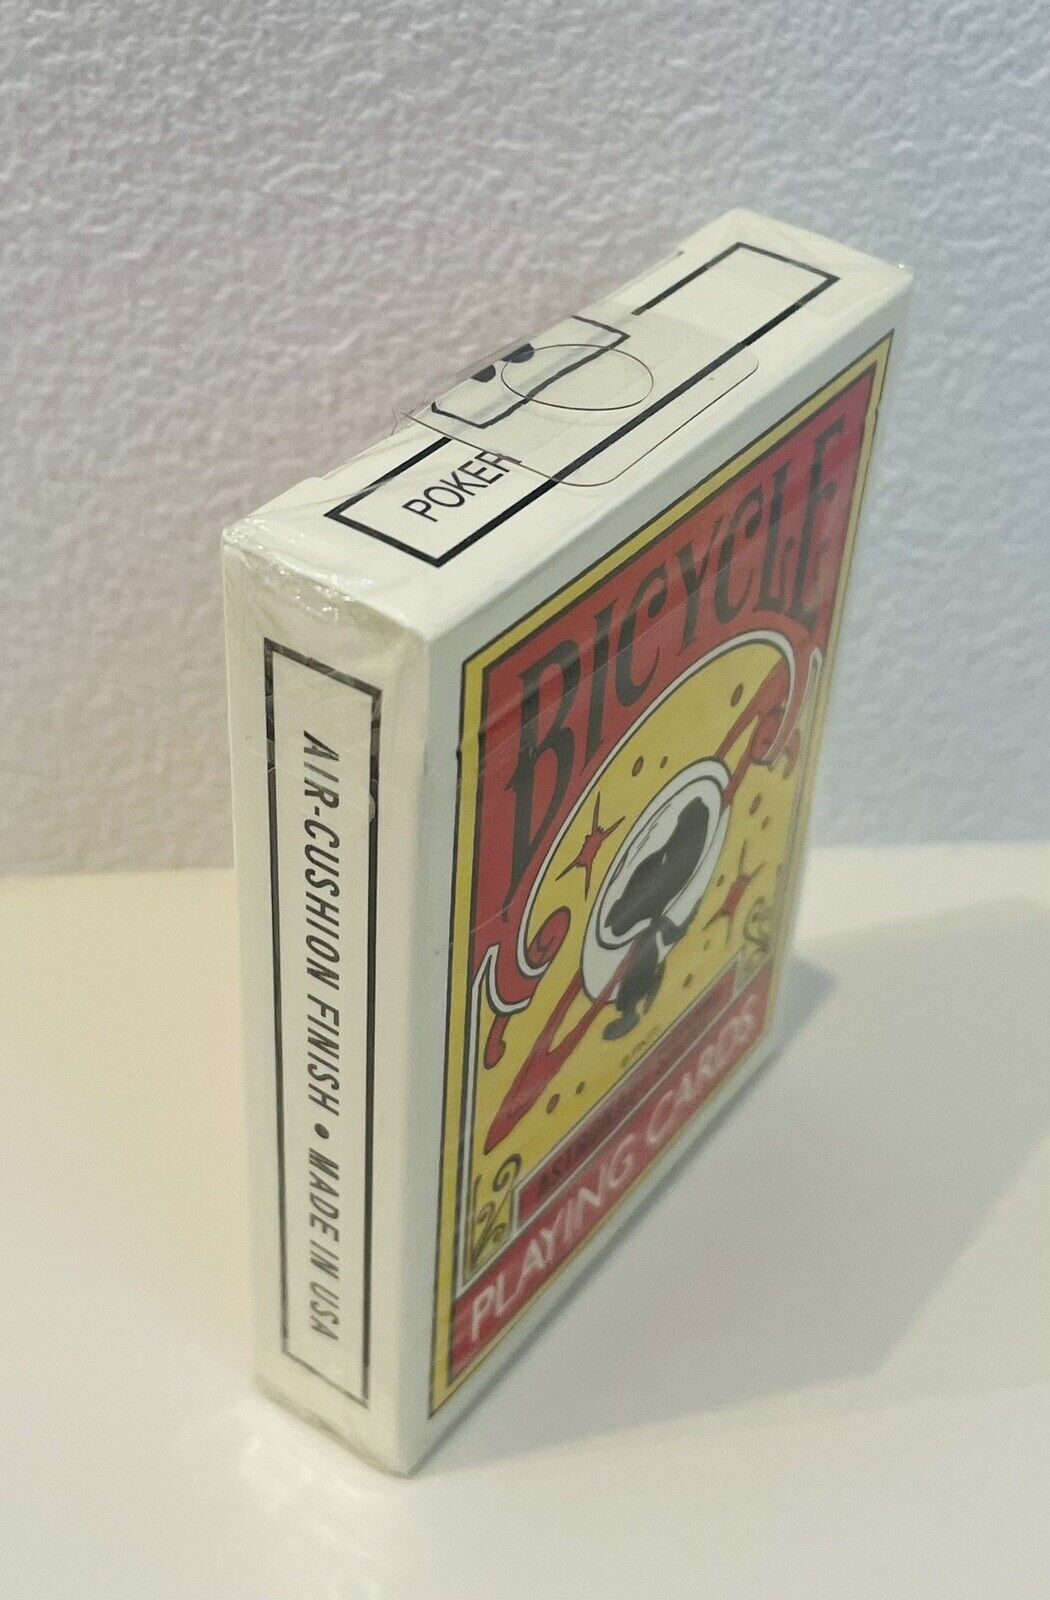 POKER
AIR-CUSHION FINISH • MADE IN USA
BICYCLE
PLAYING CARDS